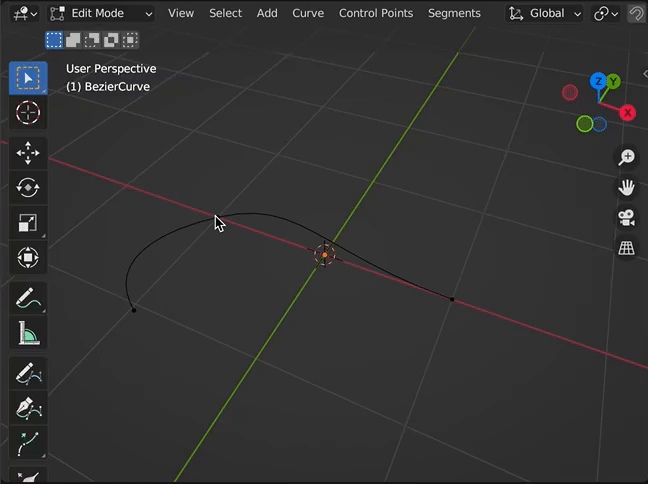 Edit Mode View Select Add Curve Control Points Segments Global
User Perspective
(1) BezierCurve
Z Y
X